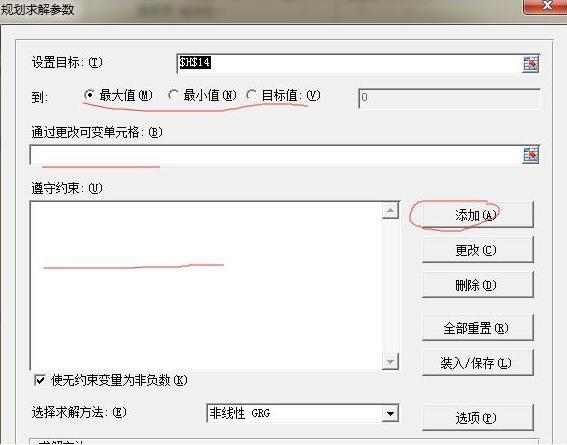 规划求解参数
设置目标: (T)
$H$14
到:
最大值(M)
最小值(N)
目标值: (V)
0
通过更改可变单元格: (B)
遵守约束: (U)
添加(A)
更改(C)
删除(D)
全部重置(R)
装入/保存(L)
使无约束变量为非负数(K)
选择求解方法: (E)
非线性 GRG
选项(P)